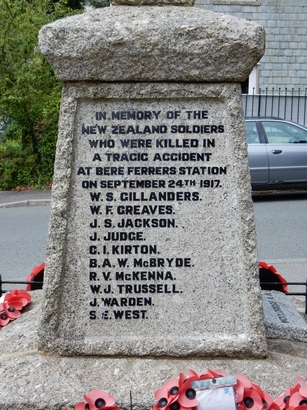 IN MEMORY OF THE
NEW ZEALAND SOLDIERS
WHO WERE KILLED IN
A TRAGIC ACCIDENT
AT BERE FERRERS STATION
ON SEPTEMBER 24TH 1917.
W. S. GILLANDERS.
W. F. GREAVES.
J. S. JACKSON.
J. JUDGE.
C. I. KIRTON.
B. A. W. McBRYDE.
R. V. McKENNA.
W. J. TRUSSELL.
J. WARDEN.
S. E. WEST.